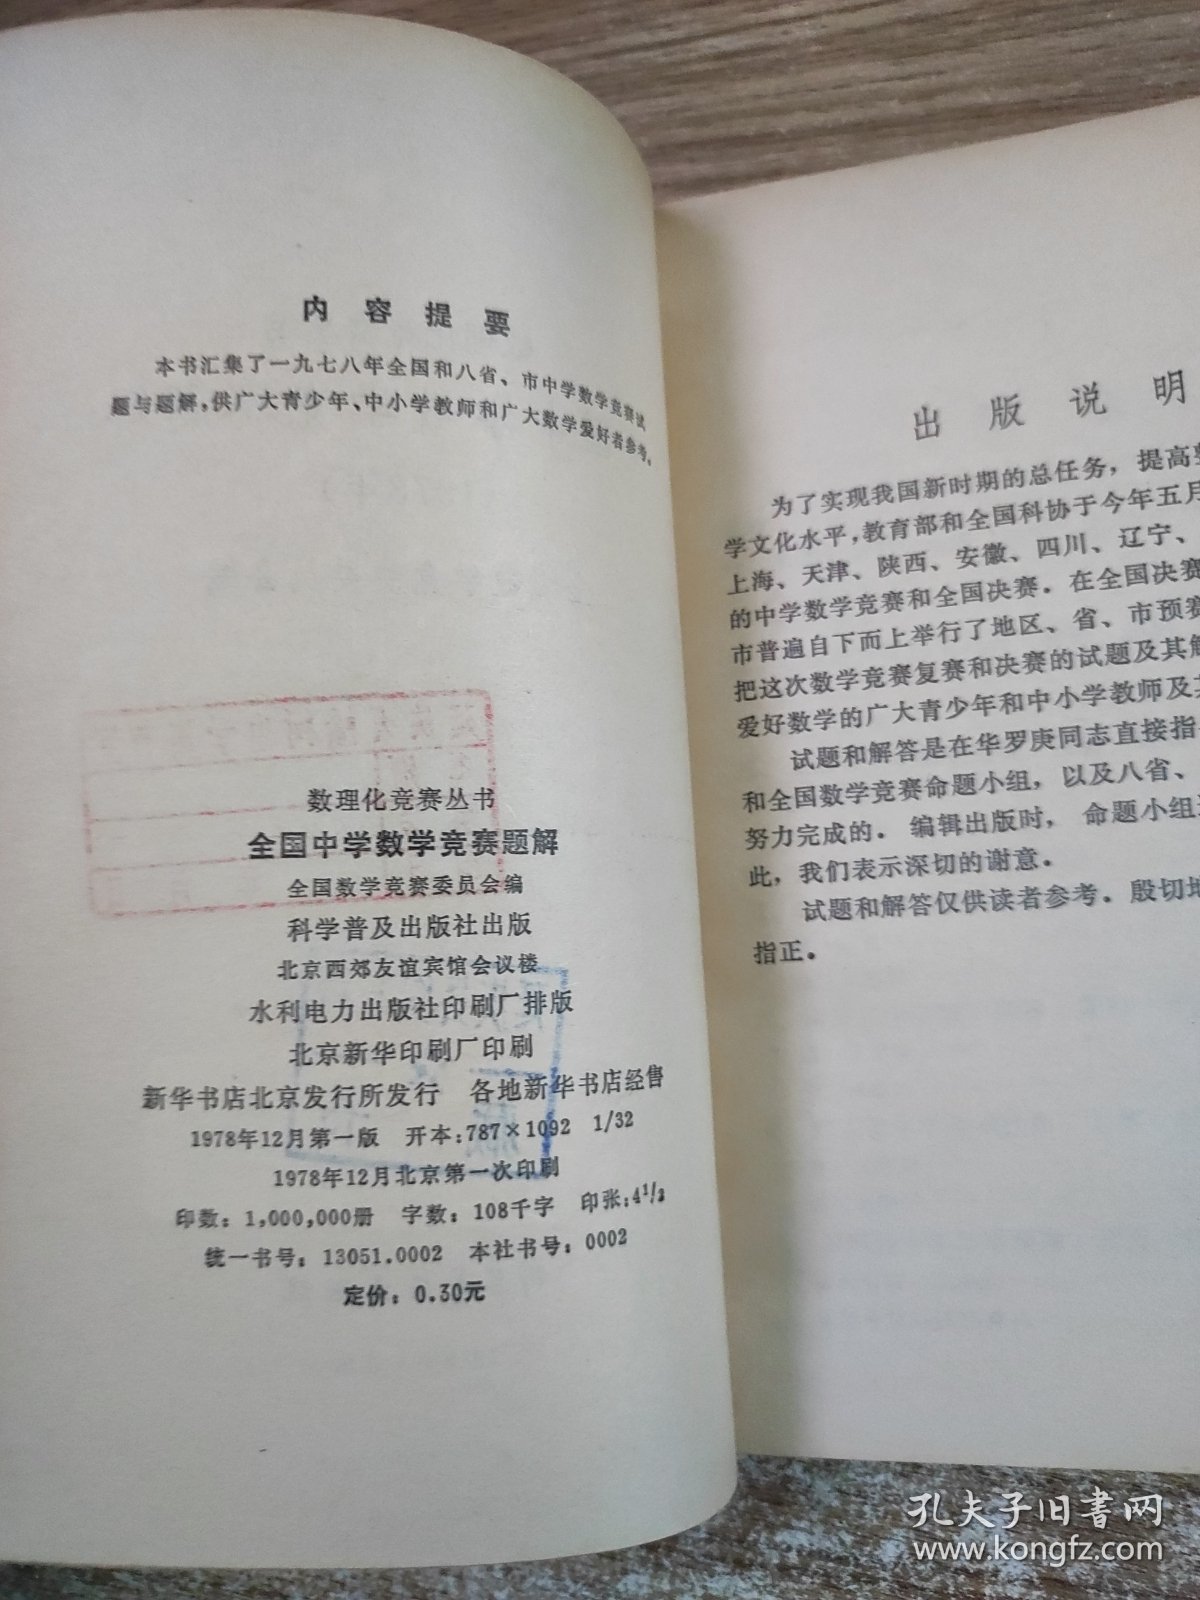 内容提要
本书汇集了一九七八年全国和八省、市中学数学竞赛试
题与题解，供广大青少年、中小学教师和广大数学爱好者参考。
数理化竞赛丛书
全国中学数学竞赛题解
全国数学竞赛委员会编
科学普及出版社出版
北京西郊友谊宾馆会议楼
水利电力出版社印刷厂排版
北京新华印刷厂印刷
新华书店北京发行所发行 各地新华书店经售
1978年12月第一版 开本：787×1092 1/32
1978年12月北京第一次印刷
印数：1,000,000册 字数：108千字 印张：4 1/3
统一书号：13051.0002 本社书号：0002
定价：0.30元
出版说明
为了实现我国新时期的总任务，提高
学文化水平，教育部和全国科协于今年五月
上海、天津、陕西、安徽、四川、辽宁、
的中学数学竞赛和全国决赛．在全国决赛
市普遍自下而上举行了地区、省、市预赛
把这次数学竞赛复赛和决赛的试题及其解
爱好数学的广大青少年和中小学教师及其
试题和解答是在华罗庚同志直接指
和全国数学竞赛命题小组，以及八省、
努力完成的．编辑出版时，命题小组
此，我们表示深切的谢意．
试题和解答仅供读者参考．殷切地
指正．
孔夫子旧書网
www.kongfz.com